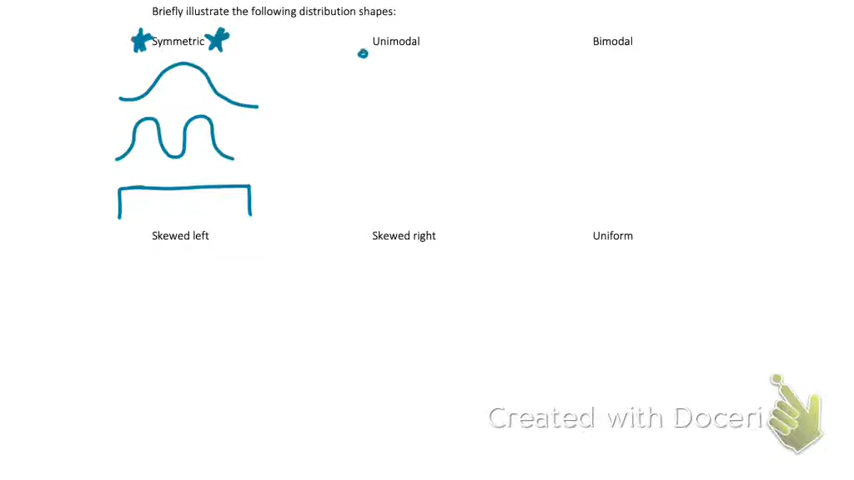 Briefly illustrate the following distribution shapes:
Symmetric Unimodal Bimodal
Skewed left Skewed right Uniform
Created with Doceri